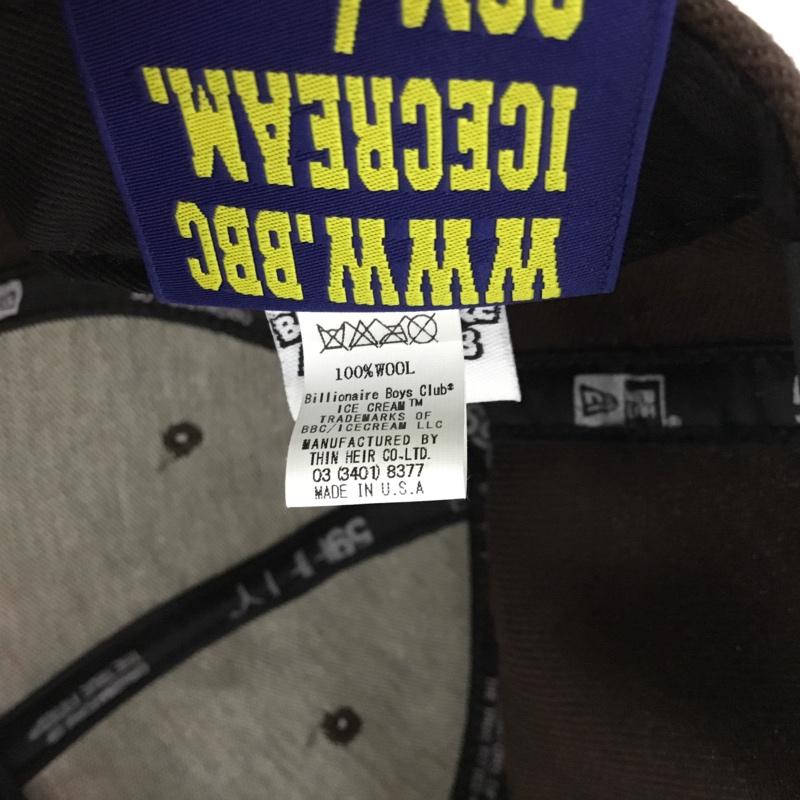 WWW.BBC
ICECREAM.
COM/
100%WOOL
Billionaire Boys Club®
ICE CREAM™
TRADEMARKS OF
BBC/ICECREAM LLC
MANUFACTURED BY
THIN HEIR CO-LTD.
03 (3401) 8377
MADE IN U.S.A
59FIFTY